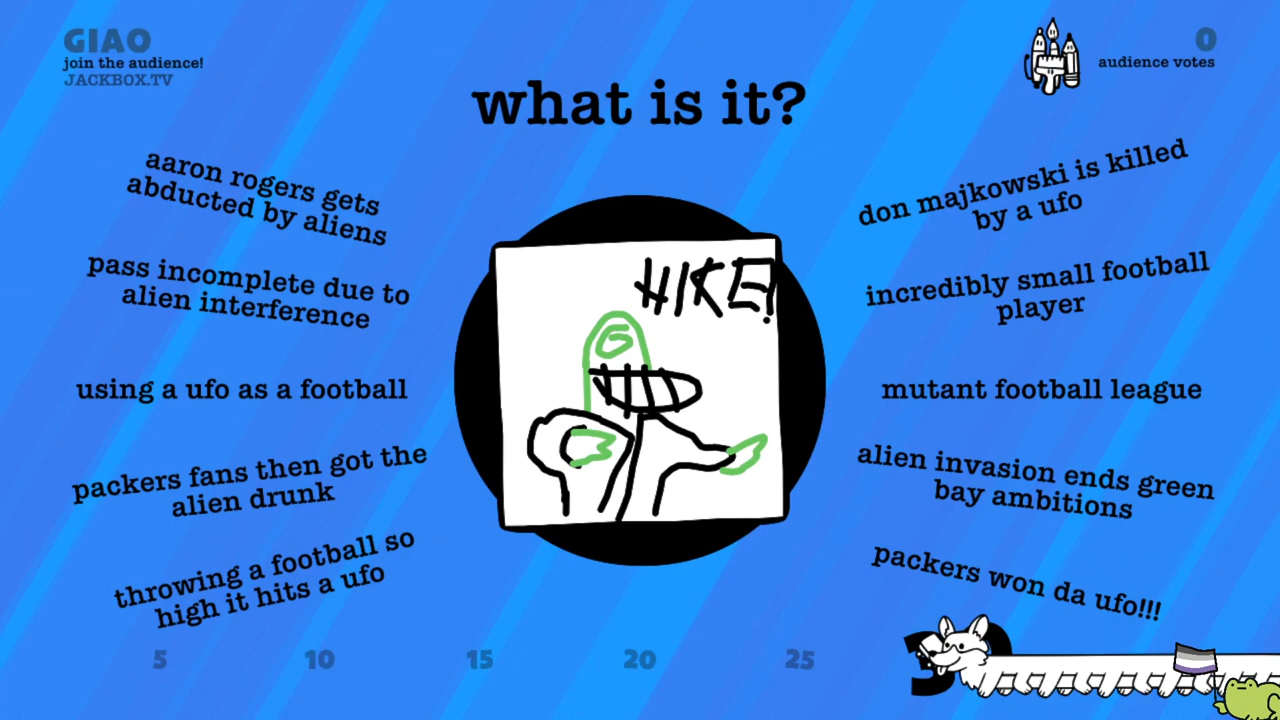 GIAO
join the audience!
JACKBOX.TV
0
audience votes
what is it?
aaron rogers gets
abducted by aliens
pass incomplete due to
alien interference
using a ufo as a football
packers fans then got the
alien drunk
throwing a football so
high it hits a ufo
HIKE!
G
don majkowski is killed
by a ufo
incredibly small football
player
mutant football league
alien invasion ends green
bay ambitions
packers won da ufo!!!
5
10
15
20
25
30